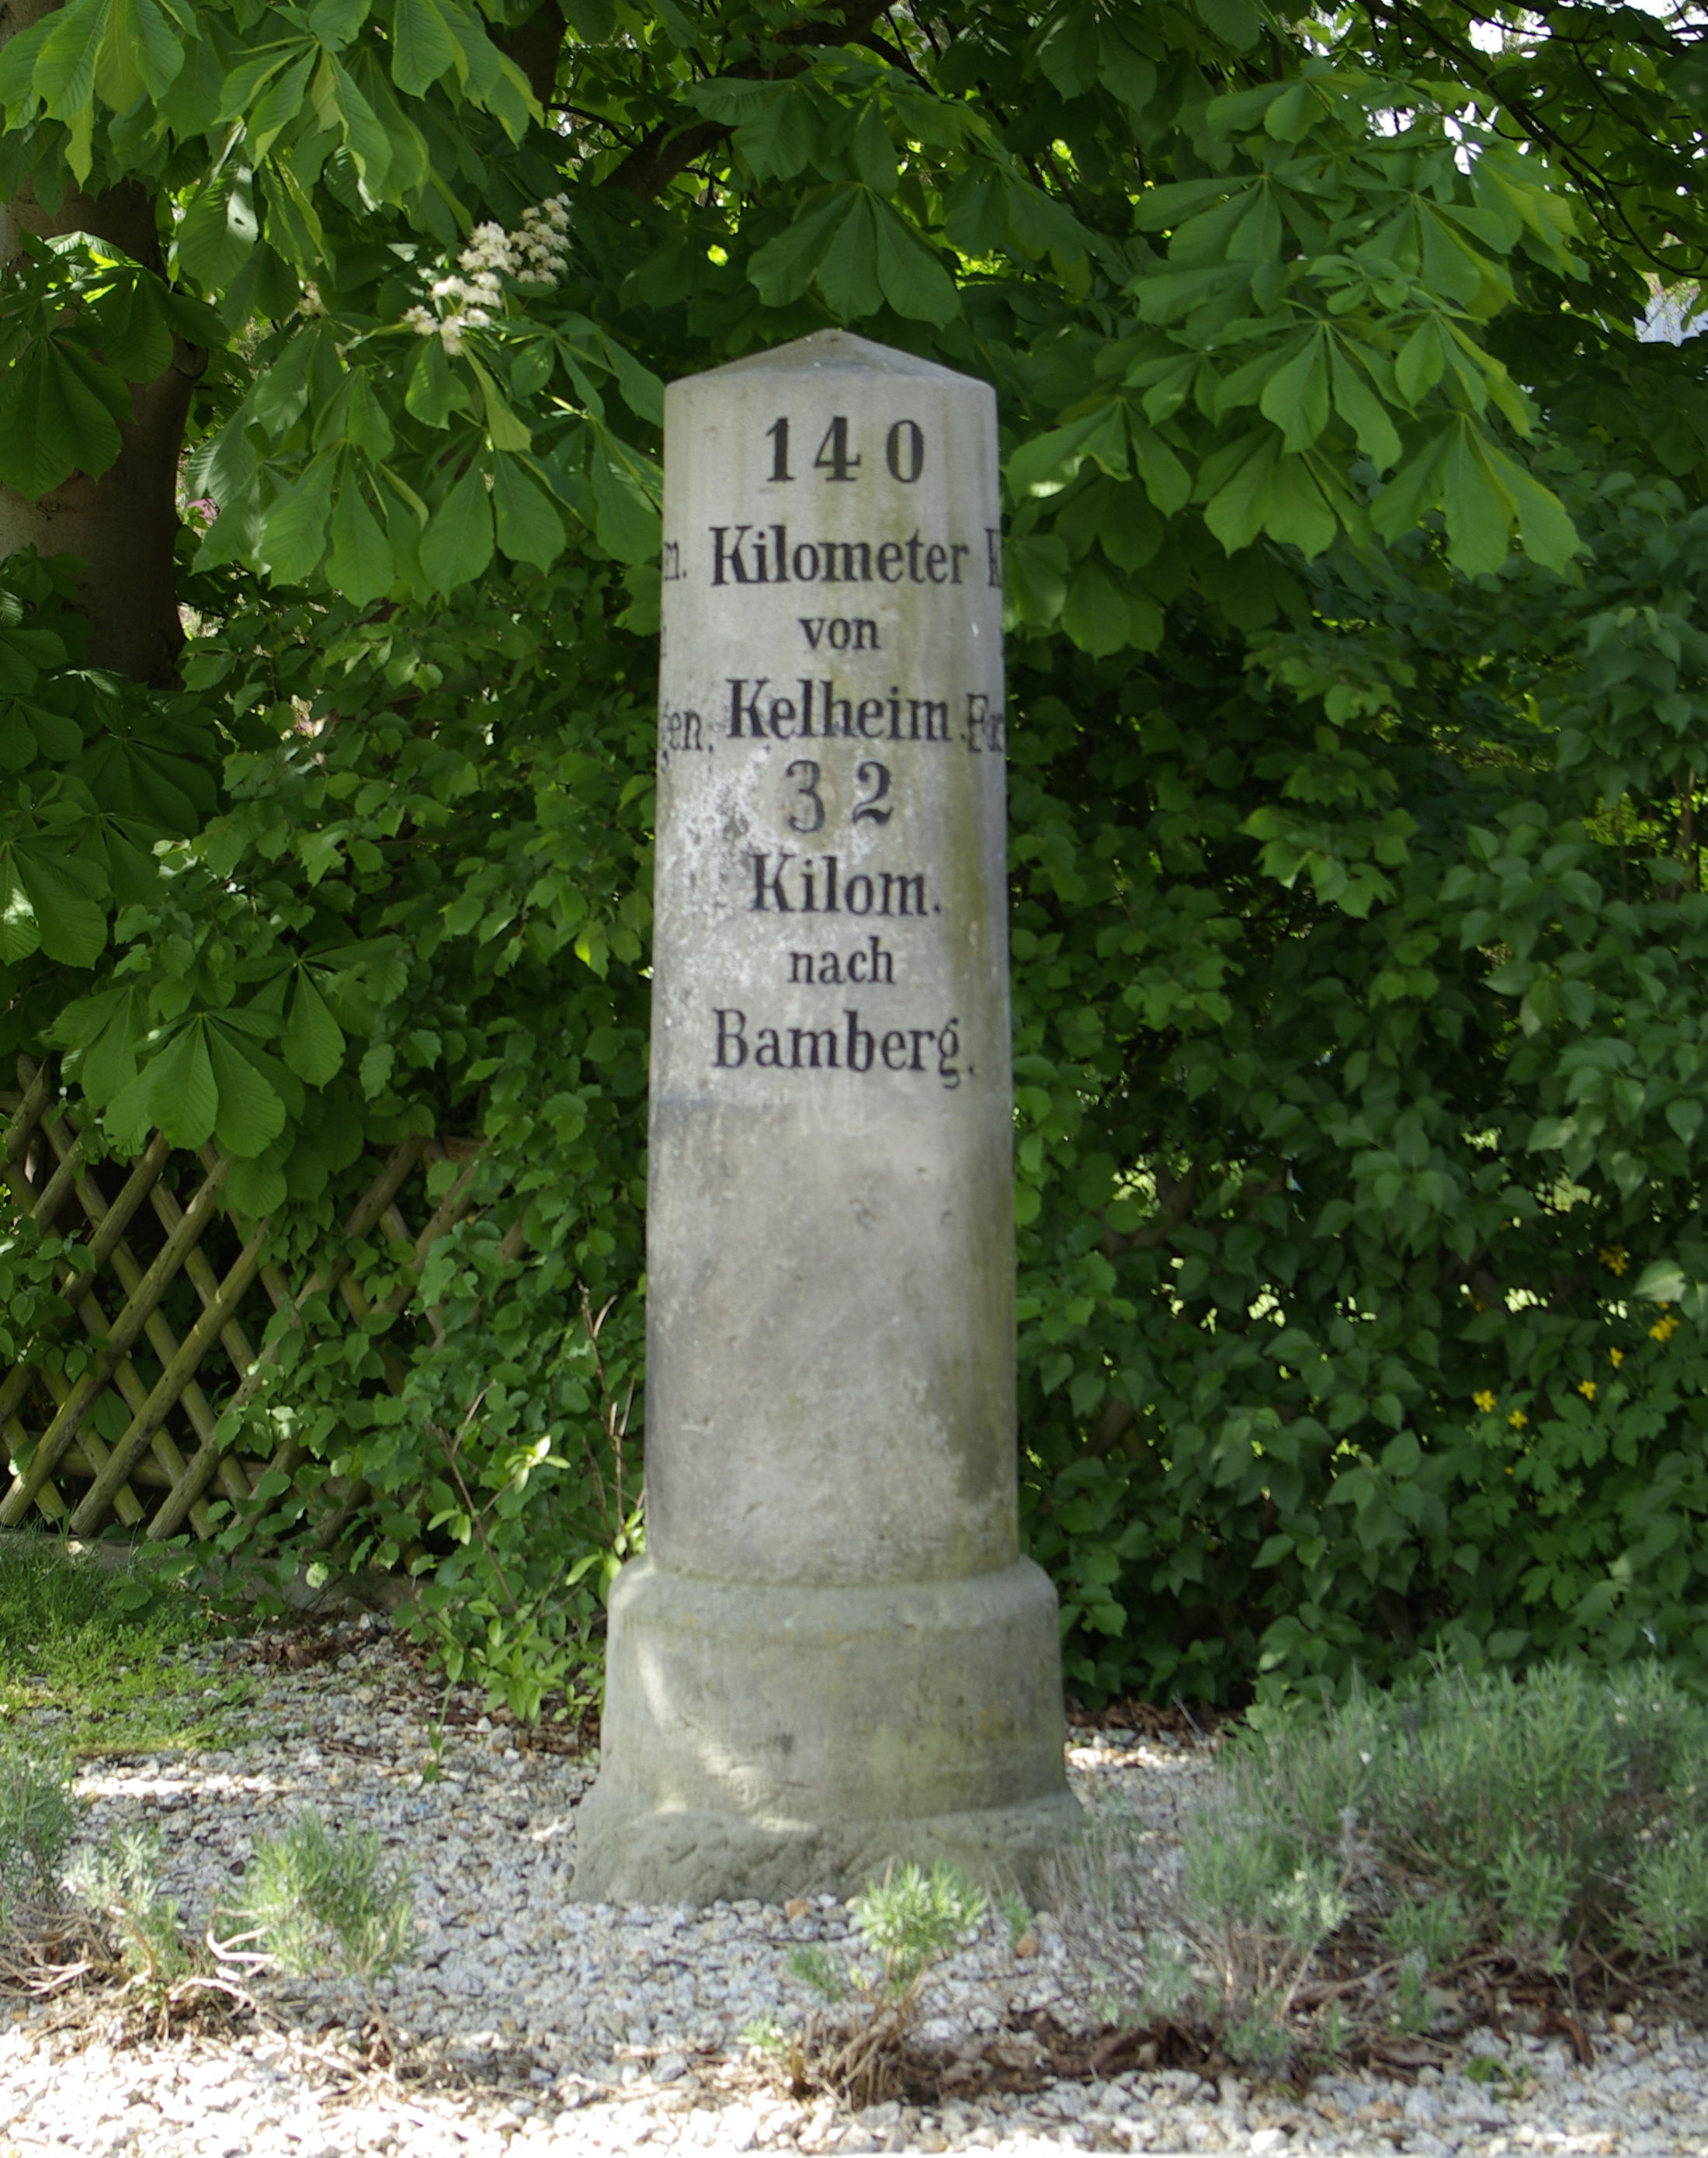 140
Kilometer
von
Kelheim.
32
Kilom.
nach
Bamberg.